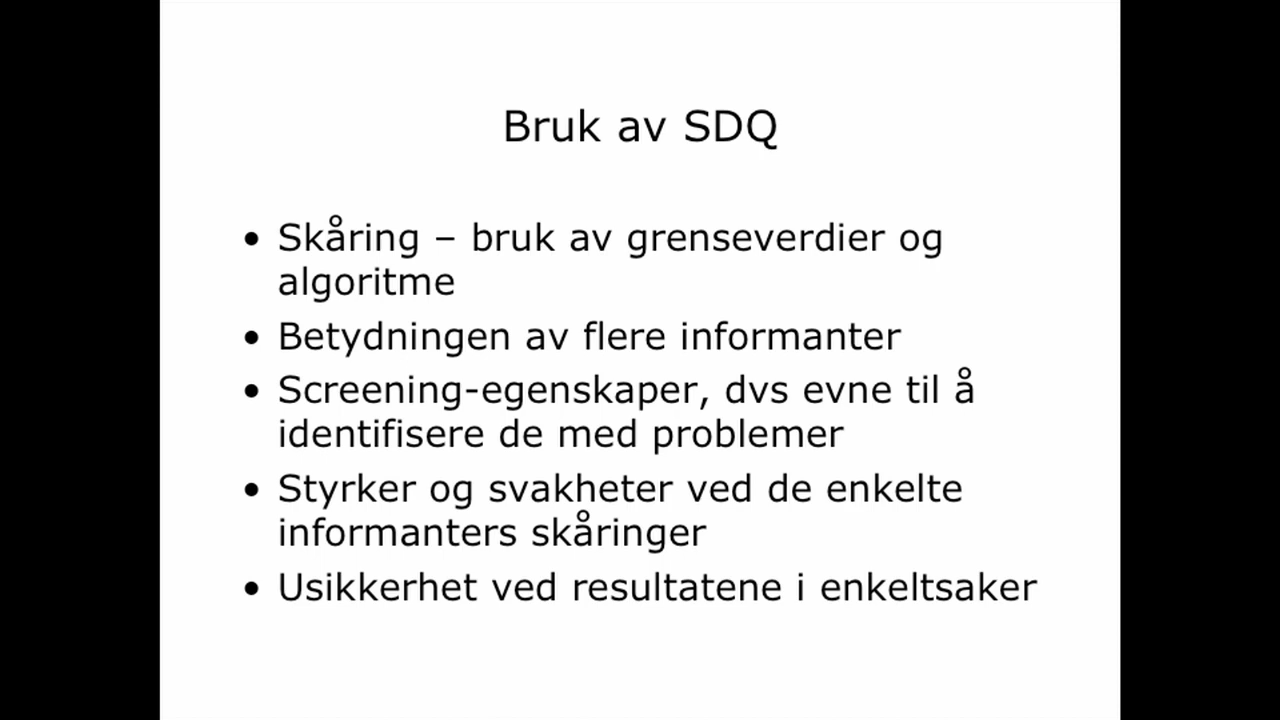 Bruk av SDQ
• Skåring – bruk av grenseverdier og
algoritme
• Betydningen av flere informanter
• Screening-egenskaper, dvs evne til å
identifisere de med problemer
• Styrker og svakheter ved de enkelte
informanters skåringer
• Usikkerhet ved resultatene i enkeltsaker